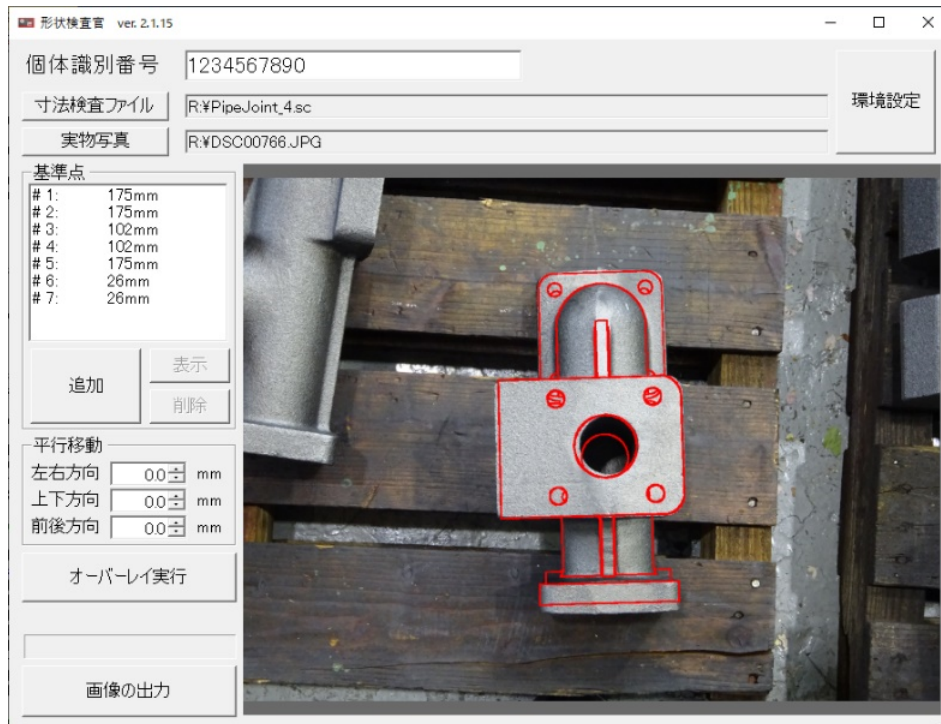 形状検査官 ver. 2.1.15
個体識別番号 1234567890
寸法検査ファイル R:¥PipeJoint_4.sc
環境設定
実物写真 R:¥DSC00766.JPG
基準点
# 1: 175mm
# 2: 175mm
# 3: 102mm
# 4: 102mm
# 5: 175mm
# 6: 26mm
# 7: 26mm
追加
表示
削除
平行移動
左右方向 0.0 mm
上下方向 0.0 mm
前後方向 0.0 mm
オーバーレイ実行
画像の出力